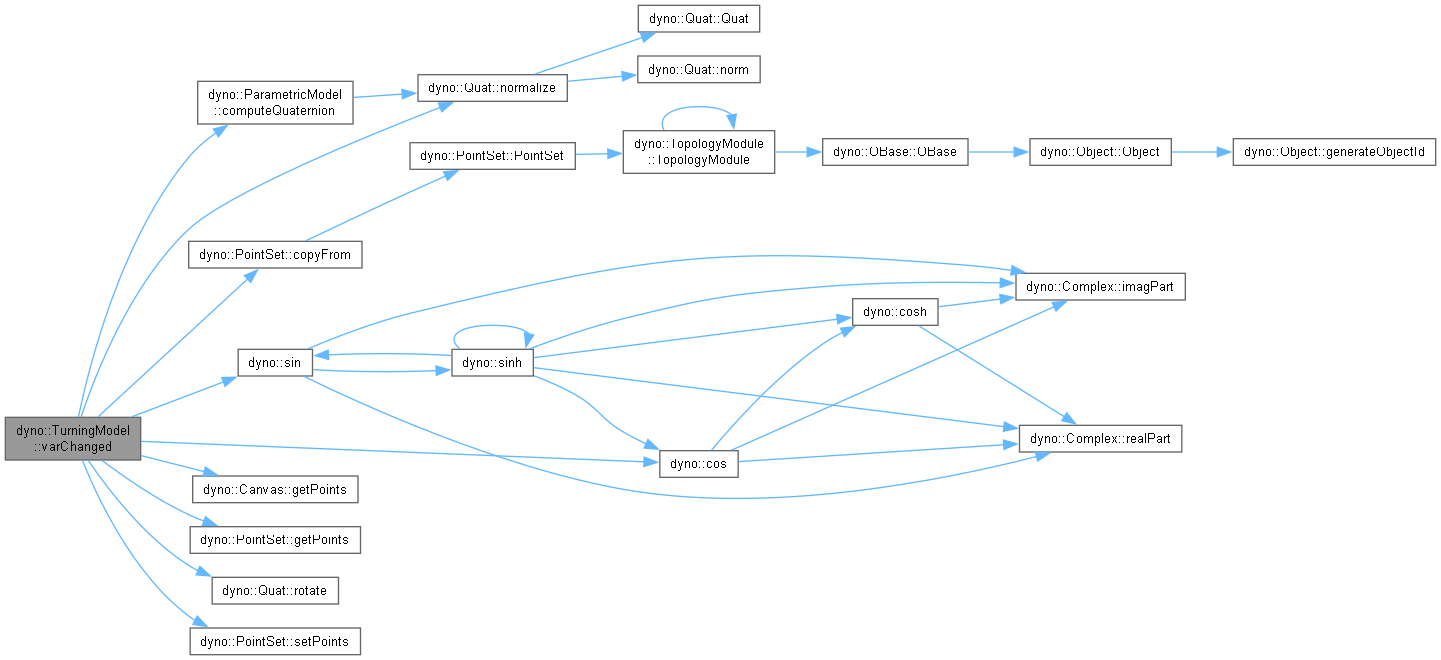 dyno::Quat::Quat
dyno::Quat::norm
dyno::ParametricModel
::computeQuaternion
dyno::Quat::normalize
dyno::PointSet::PointSet
dyno::TopologyModule
::TopologyModule
dyno::OBase::OBase
dyno::Object::Object
dyno::Object::generateObjectId
dyno::PointSet::copyFrom
dyno::Complex::imagPart
dyno::cosh
dyno::sin
dyno::sinh
dyno::TurningModel
::varChanged
dyno::Complex::realPart
dyno::cos
dyno::Canvas::getPoints
dyno::PointSet::getPoints
dyno::Quat::rotate
dyno::PointSet::setPoints